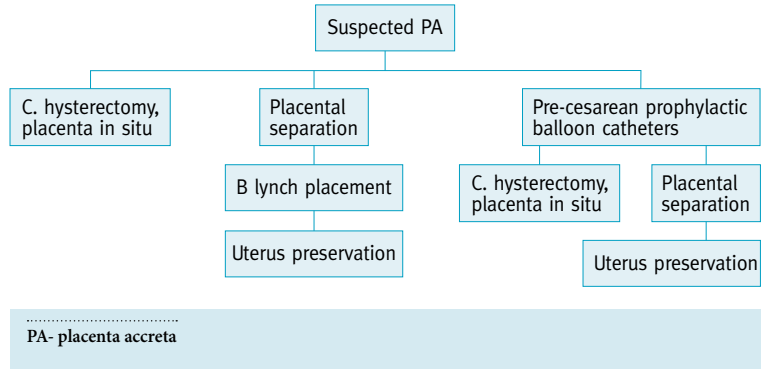 Suspected PA
C. hysterectomy,
placenta in situ
Placental
separation
Pre-cesarean prophylactic
balloon catheters
B lynch placement
C. hysterectomy,
placenta in situ
Placental
separation
Uterus preservation
Uterus preservation
PA- placenta accreta